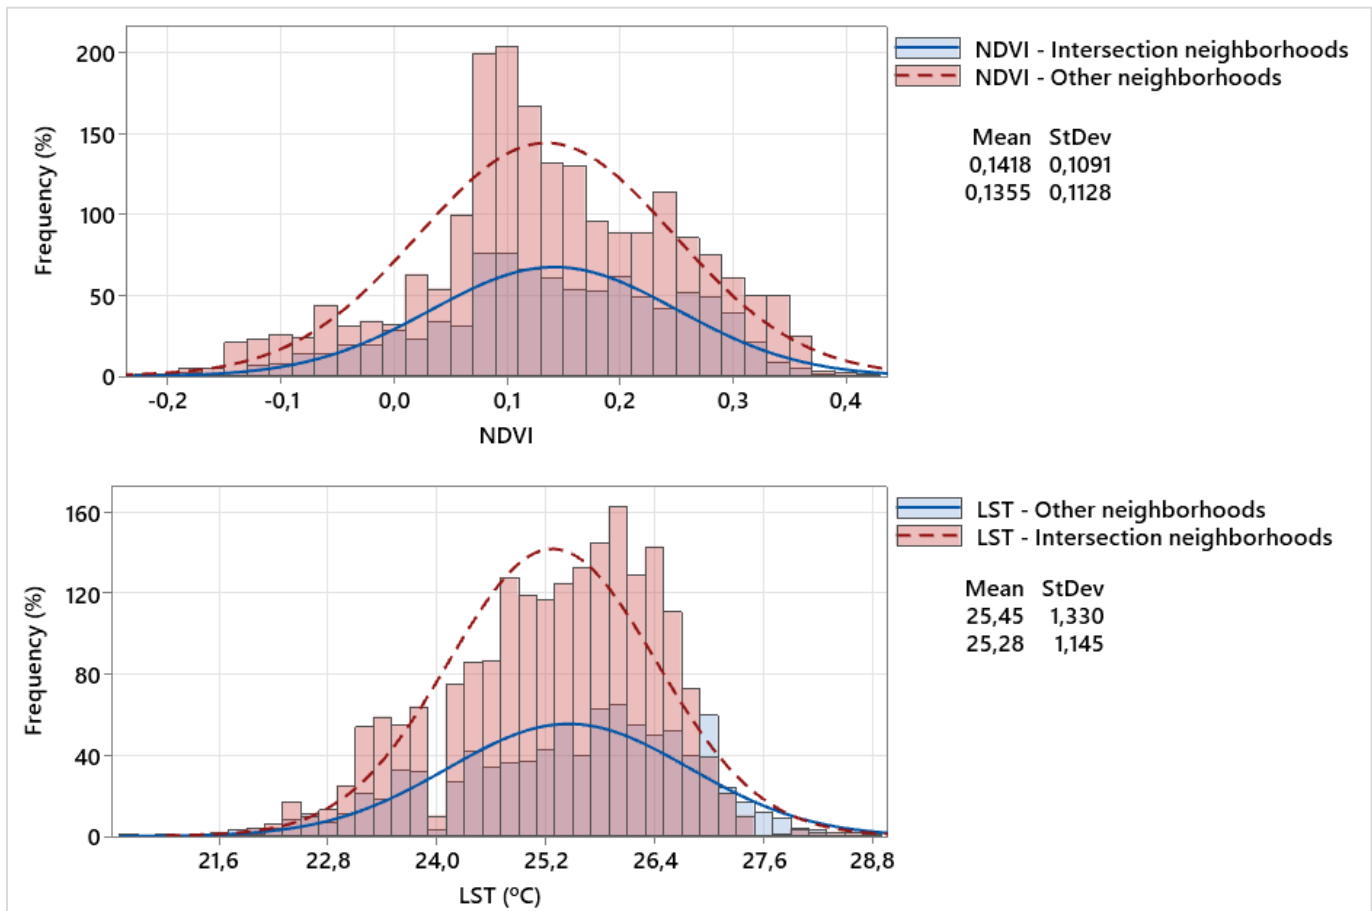 NDVI - Intersection neighborhoods
NDVI - Other neighborhoods
Mean StDev
0,1418 0,1091
0,1355 0,1128
Frequency (%)
200
150
100
50
0
-0,2 -0,1 0,0 0,1 0,2 0,3 0,4
NDVI
LST - Other neighborhoods
LST - Intersection neighborhoods
Mean StDev
25,45 1,330
25,28 1,145
Frequency (%)
160
120
80
40
0
21,6 22,8 24,0 25,2 26,4 27,6 28,8
LST (ºC)